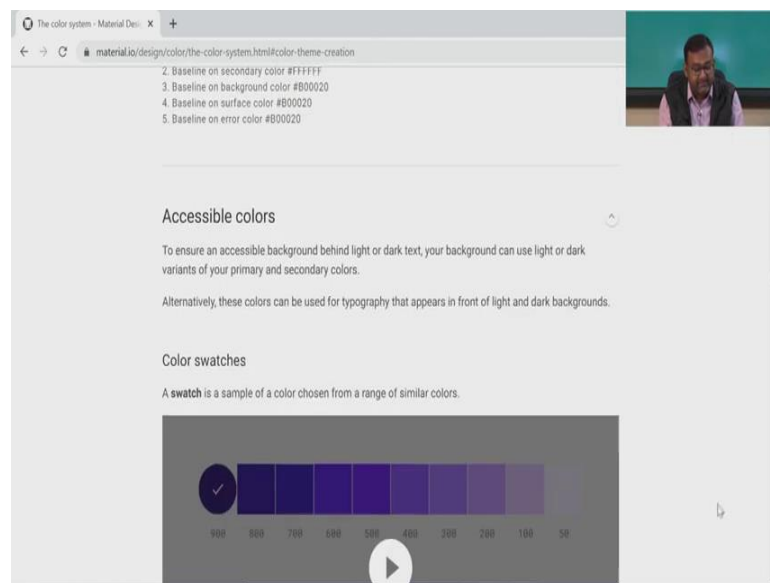 The color system - Material Desi
material.io/design/color/the-color-system.html#color-theme-creation
2. Baseline on secondary color #FFFFFF
3. Baseline on background color #B00020
4. Baseline on surface color #B00020
5. Baseline on error color #B00020
Accessible colors
To ensure an accessible background behind light or dark text, your background can use light or dark
variants of your primary and secondary colors.
Alternatively, these colors can be used for typography that appears in front of light and dark backgrounds.
Color swatches
A swatch is a sample of a color chosen from a range of similar colors.
900 800 700 600 500 400 300 200 100 50